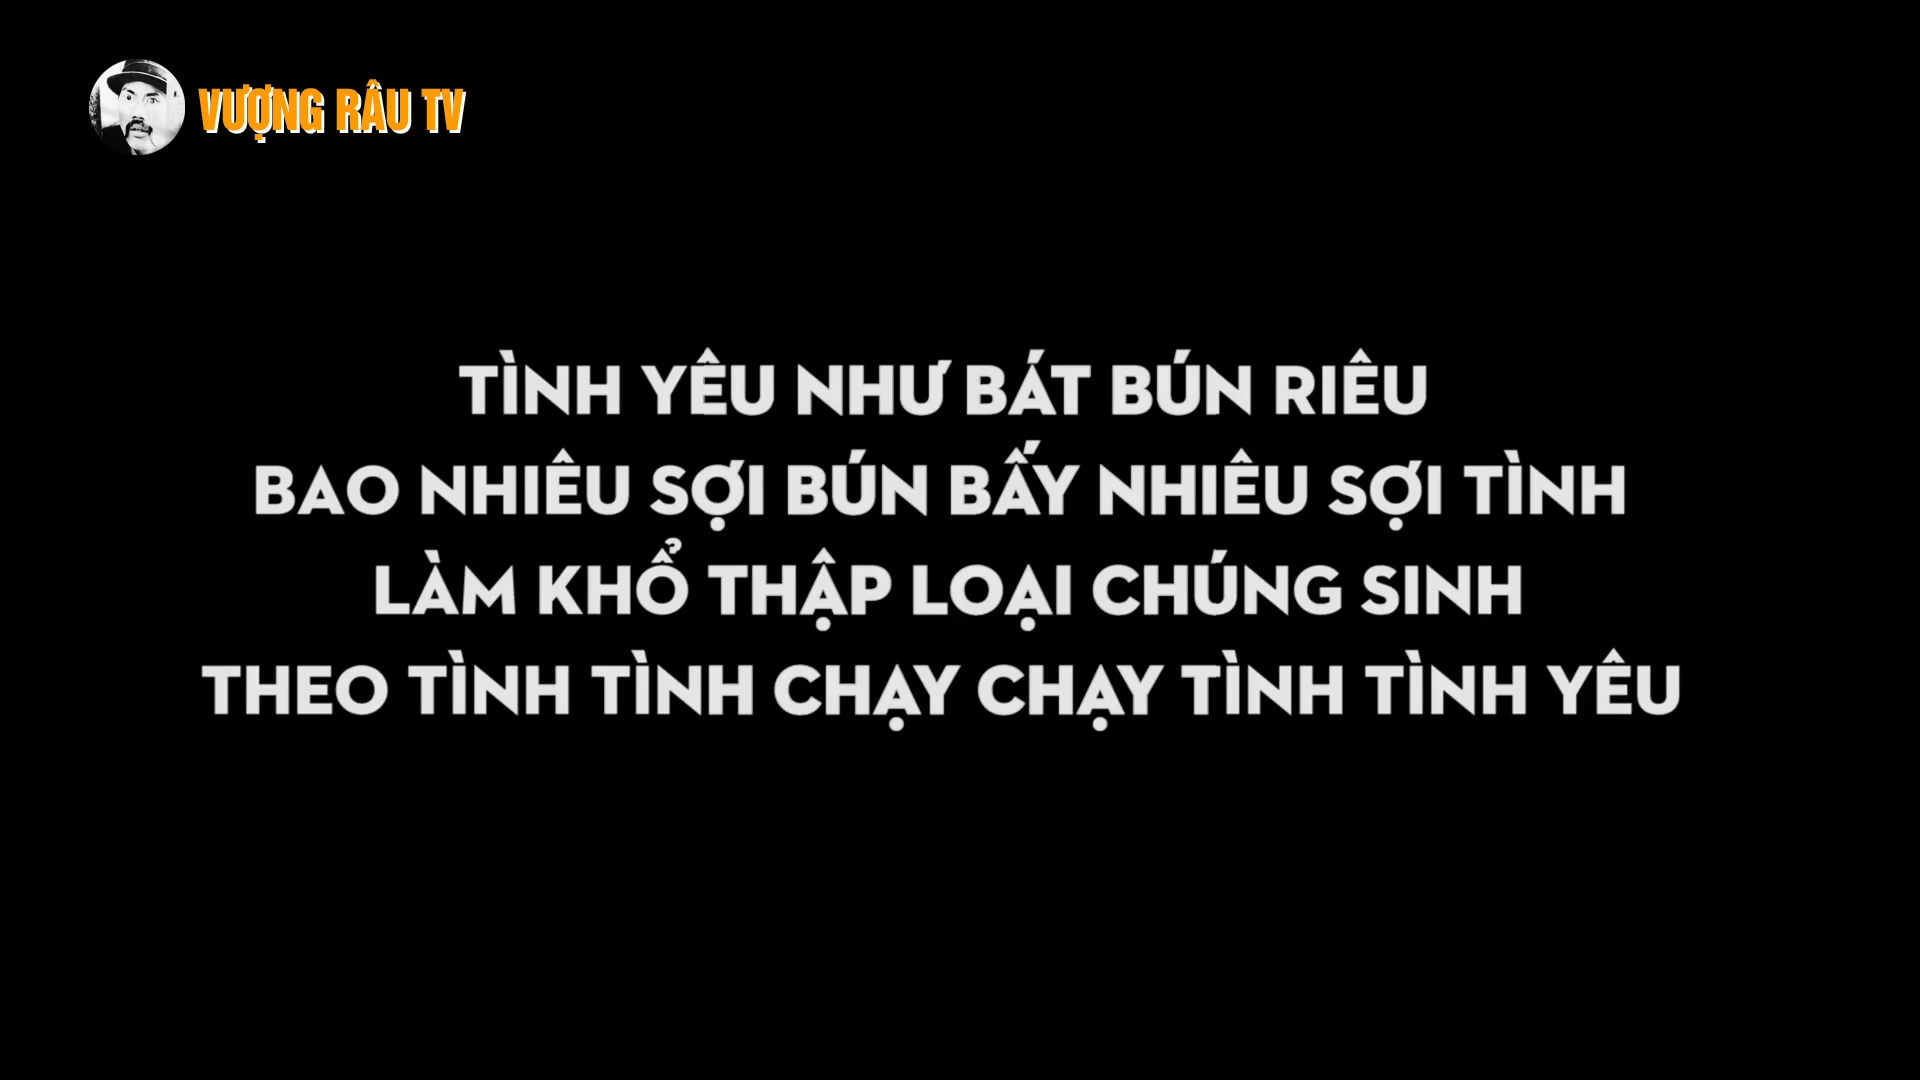 VƯỢNG RÂU TV
TÌNH YÊU NHƯ BÁT BÚN RIÊU
BAO NHIÊU SỢI BÚN BẤY NHIÊU SỢI TÌNH
LÀM KHỔ THẬP LOẠI CHÚNG SINH
THEO TÌNH TÌNH CHẠY CHẠY TÌNH TÌNH YÊU